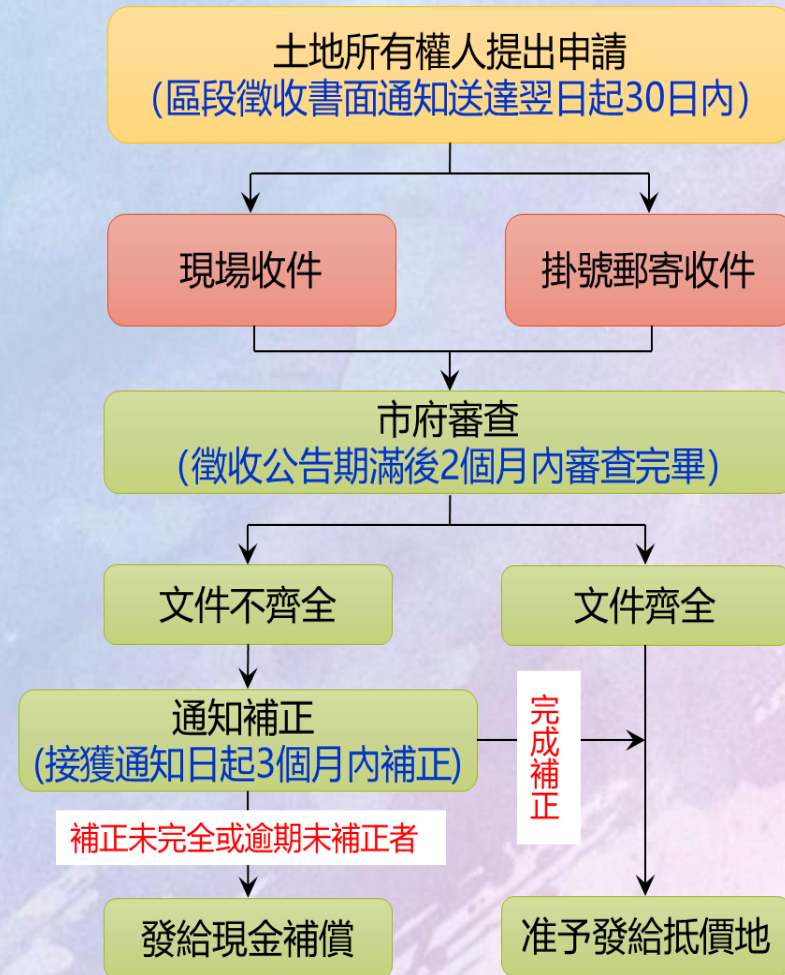 土地所有權人提出申請
(區段徵收書面通知送達翌日起30日內)
現場收件
掛號郵寄收件
市府審查
(徵收公告期滿後2個月內審查完畢)
文件不齊全
文件齊全
通知補正
(接獲通知日起3個月內補正)
完成補正
補正未完全或逾期未補正者
發給現金補償
准予發給抵價地